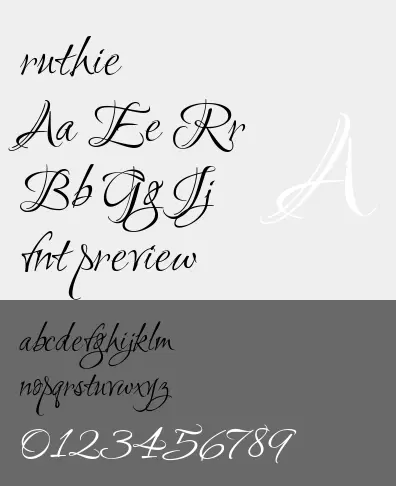 ruthie
Aa Ee Rr
A
Bb Gg Jj
fnt preview
abcdefghijklm
nopqrstuvwxyz
0123456789